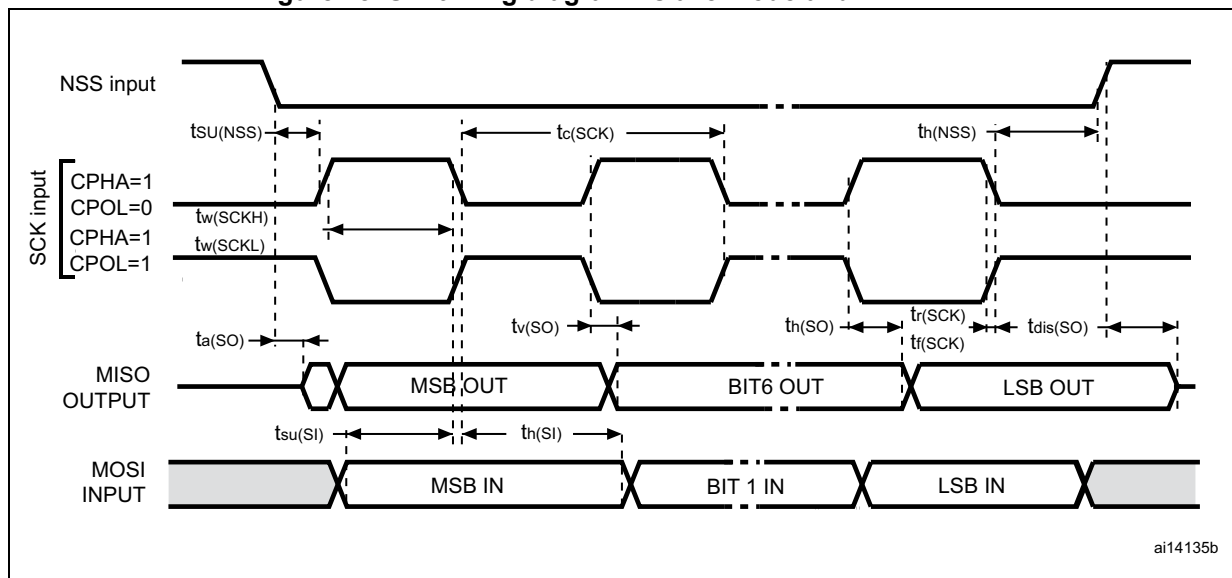 NSS input
tSU(NSS)
tc(SCK)
th(NSS)
SCK input
CPHA=1
CPOL=0
tw(SCKH)
CPHA=1
tw(SCKL)
CPOL=1
tv(SO)
th(SO)
tr(SCK)
tf(SCK)
tdis(SO)
ta(SO)
MISO
OUTPUT
MSB OUT
BIT6 OUT
LSB OUT
tsu(SI)
th(SI)
MOSI
INPUT
MSB IN
BIT 1 IN
LSB IN
ai14135b